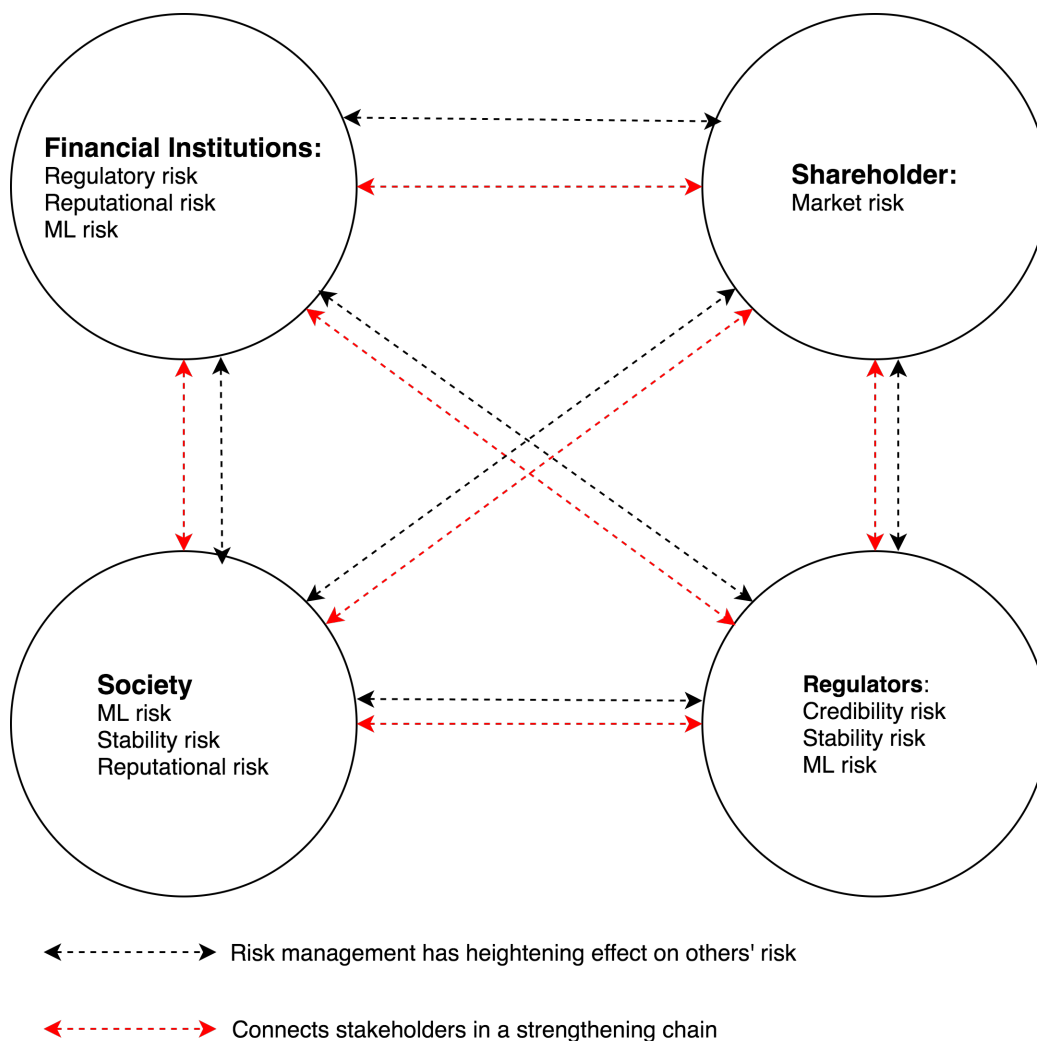 Financial Institutions:
Regulatory risk
Reputational risk
ML risk
Shareholder:
Market risk
Society
ML risk
Stability risk
Reputational risk
Regulators:
Credibility risk
Stability risk
ML risk
Risk management has heightening effect on others' risk
Connects stakeholders in a strengthening chain